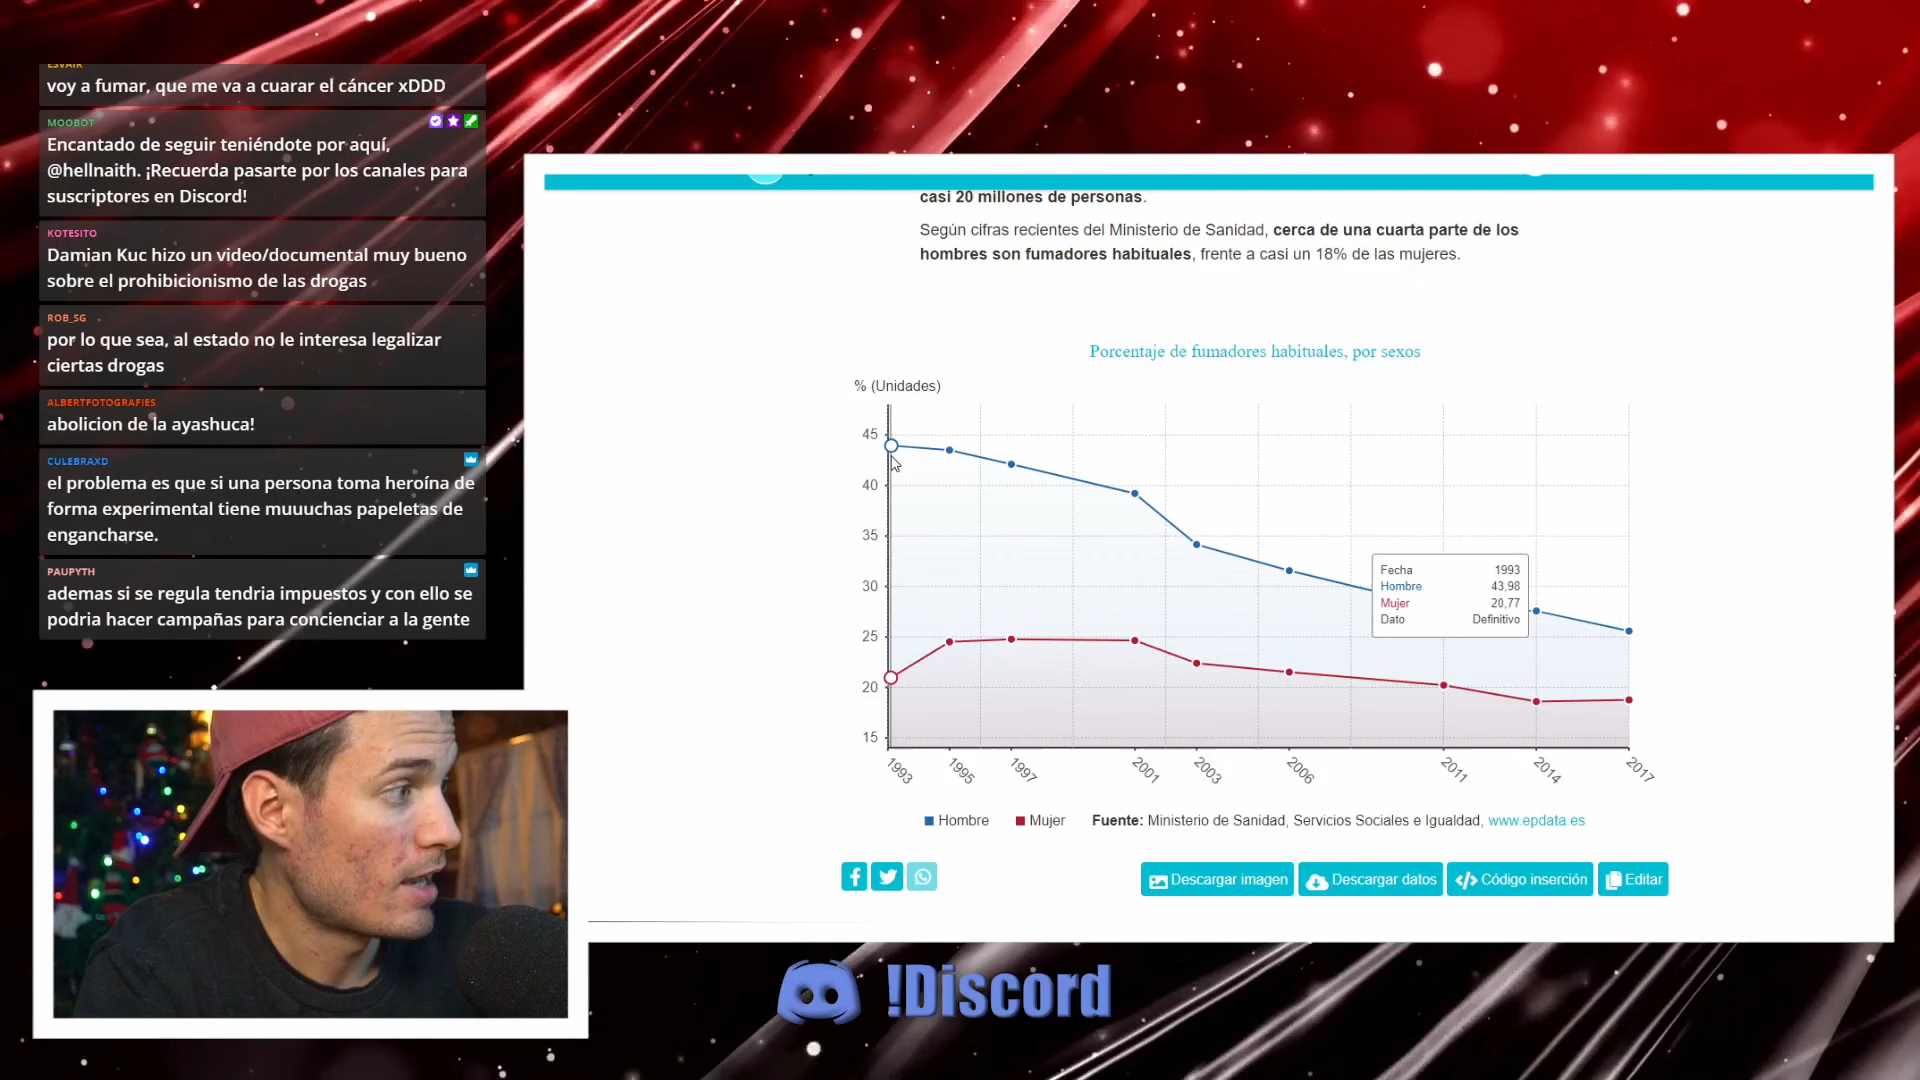 ESVAIR
voy a fumar, que me va a cuarar el cáncer xDDD
MOOBOT
Encantado de seguir teniéndote por aquí,
@hellnaith. ¡Recuerda pasarte por los canales para
suscriptores en Discord!
KOTESITO
Damian Kuc hizo un video/documental muy bueno
sobre el prohibicionismo de las drogas
ROB_SG
por lo que sea, al estado no le interesa legalizar
ciertas drogas
ALBERTFOTOGRAFIES
abolicion de la ayashuca!
CULEBRAXD
el problema es que si una persona toma heroína de
forma experimental tiene muuuchas papeletas de
engancharse.
PAUPYTH
ademas si se regula tendria impuestos y con ello se
podria hacer campañas para concienciar a la gente
casi 20 millones de personas.
Según cifras recientes del Ministerio de Sanidad, cerca de una cuarta parte de los
hombres son fumadores habituales, frente a casi un 18% de las mujeres.
Porcentaje de fumadores habituales, por sexos
% (Unidades)
45
40
35
30
25
20
15
Fecha 1993
Hombre 43,98
Mujer 20,77
Dato Definitivo
1993 1995 1997 2001 2003 2006 2011 2014 2017
Hombre Mujer Fuente: Ministerio de Sanidad, Servicios Sociales e Igualdad, www.epdata.es
Descargar imagen Descargar datos Código inserción Editar
!Discord